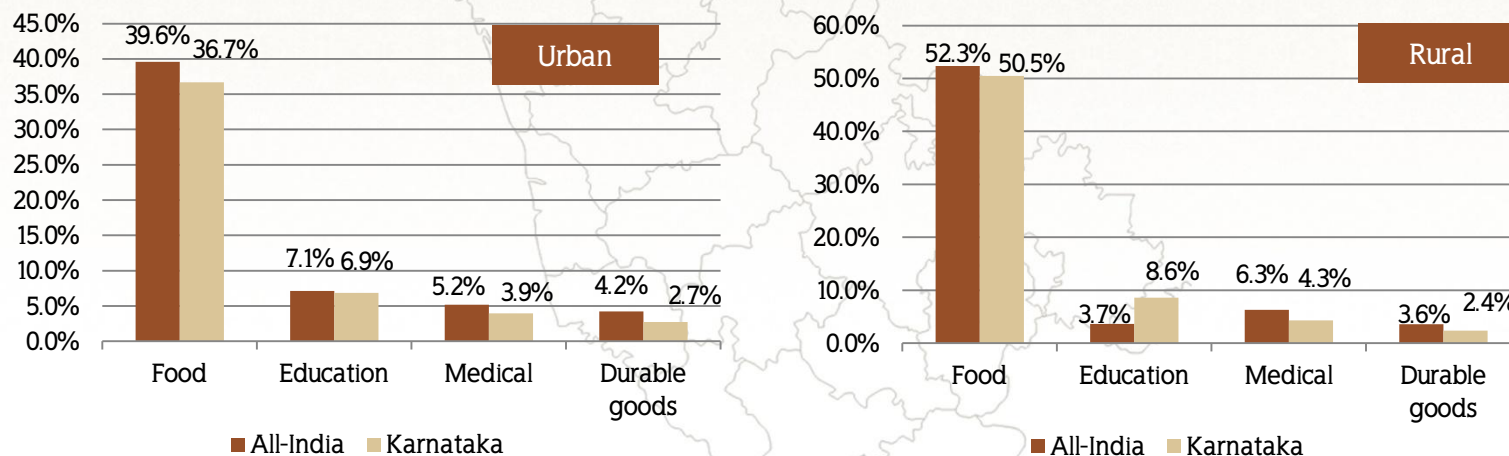 Urban
45.0%
40.0%
35.0%
30.0%
25.0%
20.0%
15.0%
10.0%
5.0%
0.0%
39.6%
36.7%
7.1%
6.9%
5.2%
3.9%
4.2%
2.7%
Food
Education
Medical
Durable
goods
All-India
Karnataka
Rural
60.0%
50.0%
40.0%
30.0%
20.0%
10.0%
0.0%
52.3%
50.5%
3.7%
8.6%
6.3%
4.3%
3.6%
2.4%
Food
Education
Medical
Durable
goods
All-India
Karnataka